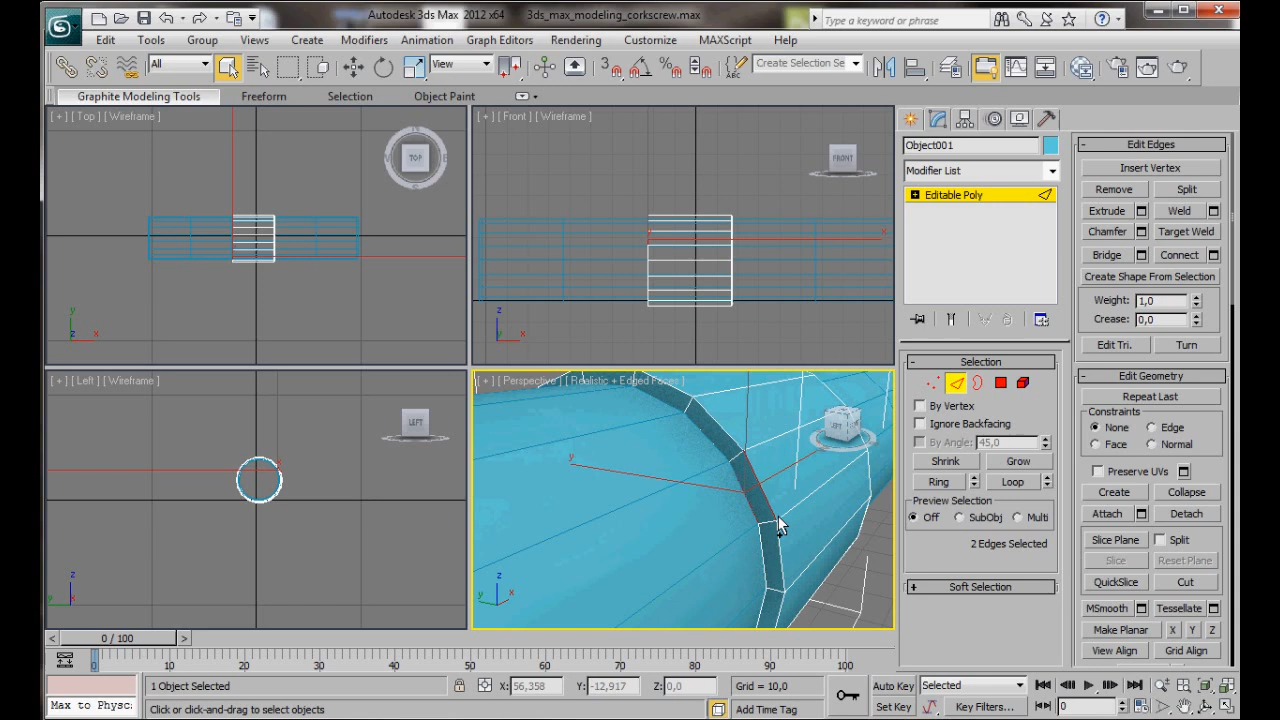 Autodesk 3ds Max 2012 x64 3ds_max_modeling_corkscrew.max
Type a keyword or phrase
Edit Tools Group Views Create Modifiers Animation Graph Editors Rendering Customize MAXScript Help
All View Create Selection Se
Graphite Modeling Tools Freeform Selection Object Paint
[ + ] [ Top ] [ Wireframe ]
TOP
[ + ] [ Front ] [ Wireframe ]
FRONT
[ + ] [ Left ] [ Wireframe ]
LEFT
[ + ] [ Perspective ] [ Realistic + Edged Faces ]
LEFT
y x z
x z
z y x
z y x
Object001
Modifier List
Editable Poly
Selection
By Vertex
Ignore Backfacing
By Angle: 45,0
Shrink Grow
Ring Loop
Preview Selection
Off SubObj Multi
2 Edges Selected
Soft Selection
Edit Edges
Insert Vertex
Remove Split
Extrude Weld
Chamfer Target Weld
Bridge Connect
Create Shape From Selection
Weight: 1,0
Crease: 0,0
Edit Tri. Turn
Edit Geometry
Repeat Last
Constraints
None Edge
Face Normal
Preserve UVs
Create Collapse
Attach Detach
Slice Plane Split
Slice Reset Plane
QuickSlice Cut
MSmooth Tessellate
Make Planar X Y Z
View Align Grid Align
0 / 100
0 10 20 30 40 50 60 70 80 90 100
1 Object Selected X: 56,358 Y: -12,917 Z: 0,0 Grid = 10,0 Auto Key Selected
Max to Physc Click or click-and-drag to select objects Add Time Tag Set Key Key Filters... 0